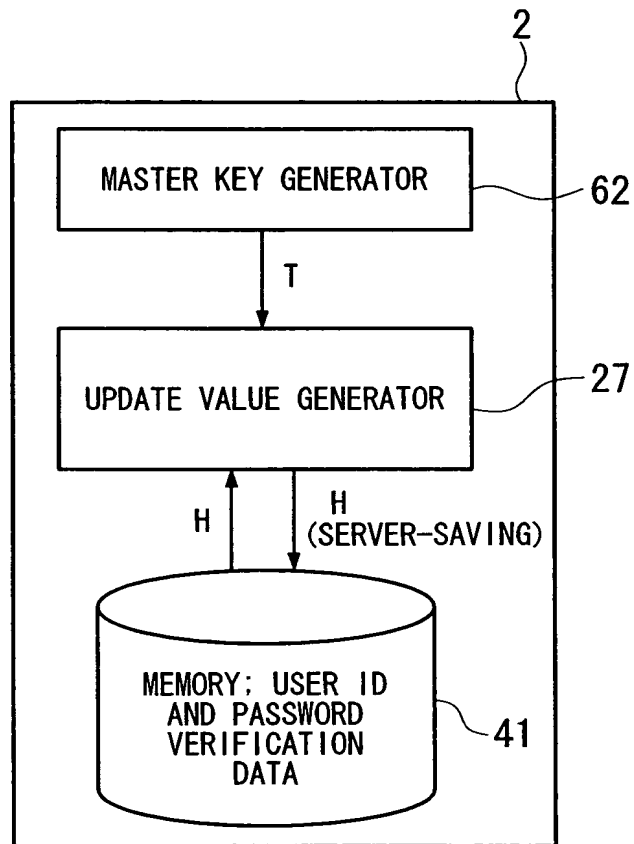 2
MASTER KEY GENERATOR
62
T
UPDATE VALUE GENERATOR
27
H
H
(SERVER-SAVING)
MEMORY; USER ID
AND PASSWORD
VERIFICATION
DATA
41